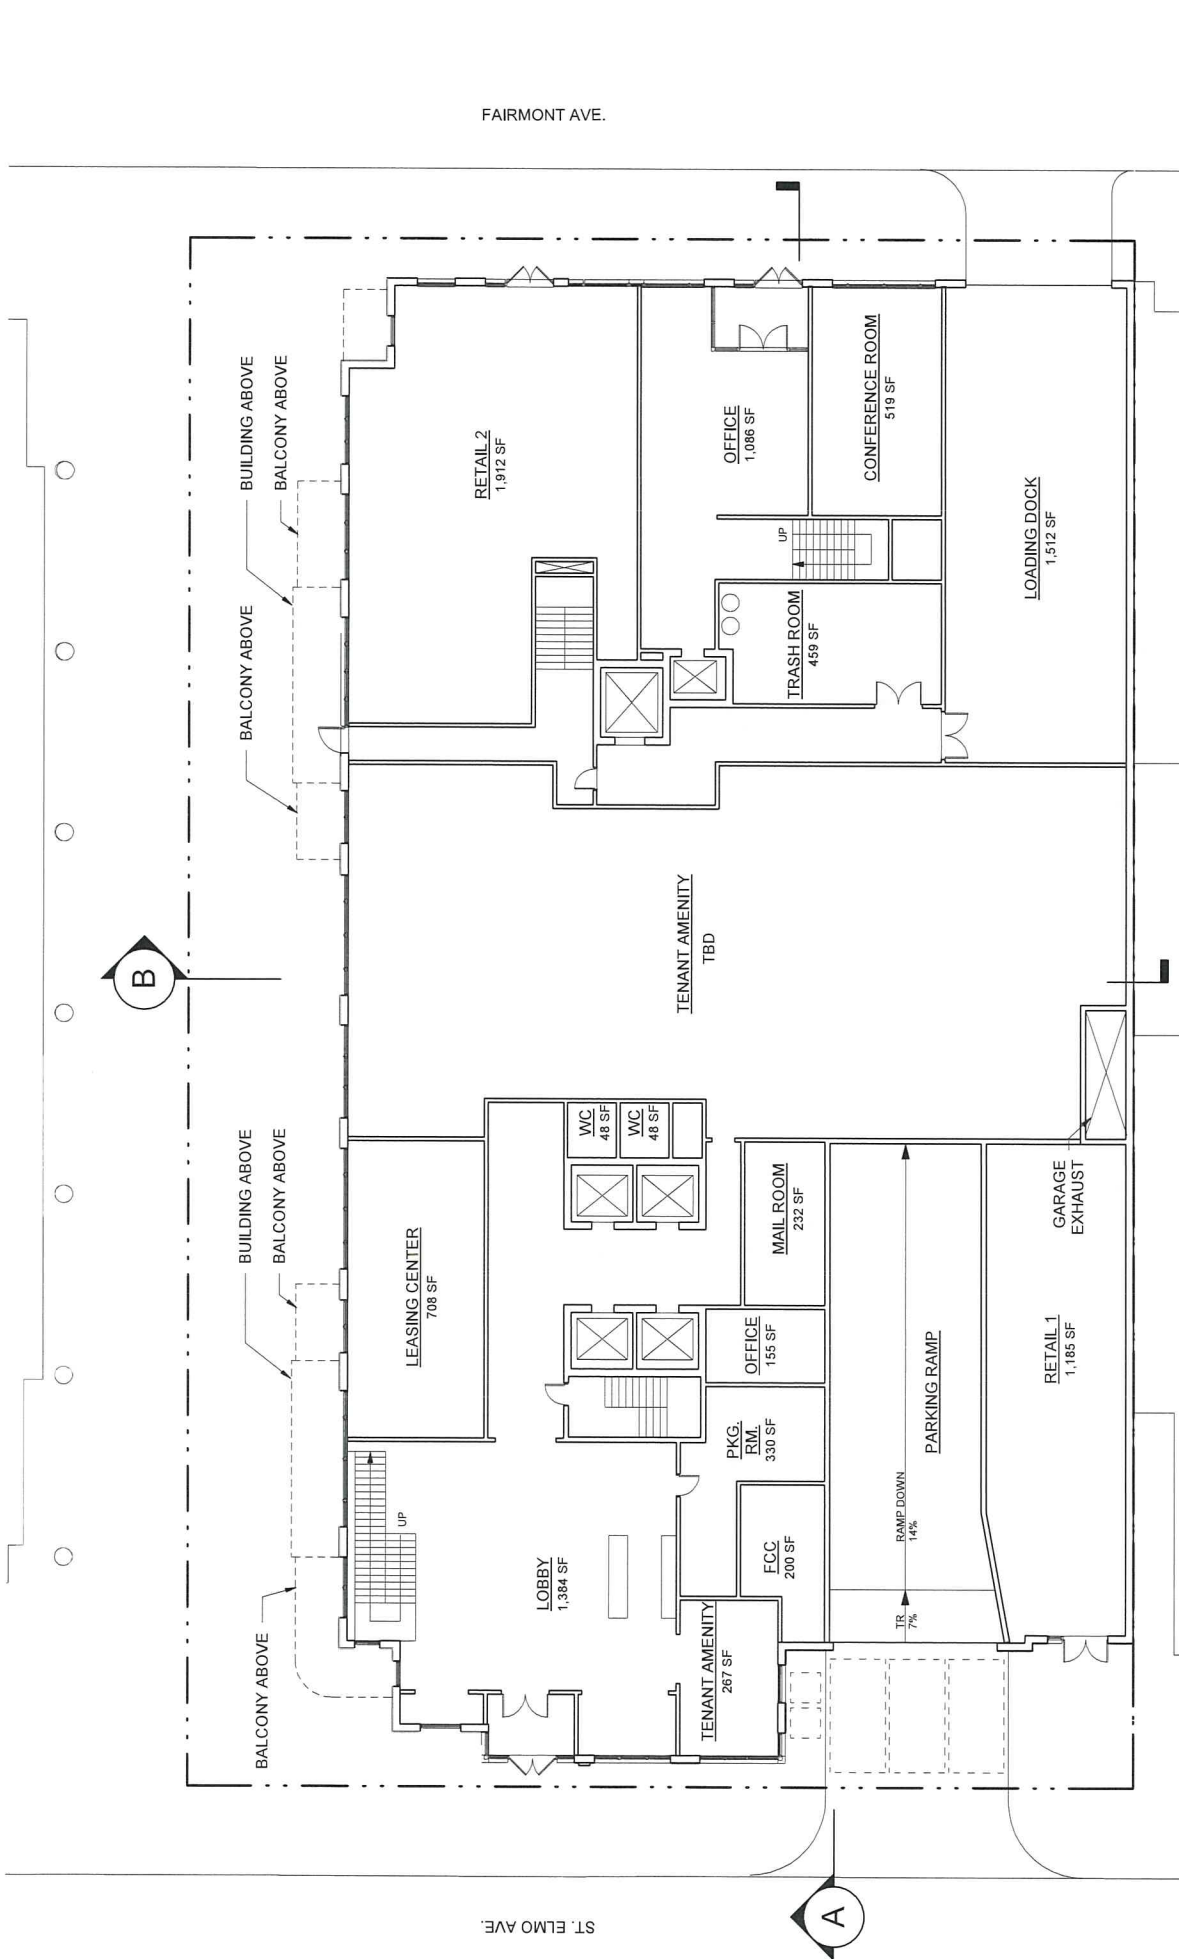 FAIRMONT AVE.
BUILDING ABOVE
BALCONY ABOVE
BALCONY ABOVE
RETAIL 2
1,912 SF
OFFICE
1,086 SF
CONFERENCE ROOM
519 SF
UP
LOADING DOCK
1,512 SF
TRASH ROOM
459 SF
B
TENANT AMENITY
TBD
BUILDING ABOVE
BALCONY ABOVE
WC
48 SF
WC
48 SF
LEASING CENTER
708 SF
MAIL ROOM
232 SF
GARAGE
EXHAUST
OFFICE
155 SF
PKG.
RM.
330 SF
PARKING RAMP
RETAIL 1
1,185 SF
UP
RAMP DOWN
14%
LOBBY
1,384 SF
FCC
200 SF
TR
7%
BALCONY ABOVE
TENANT AMENITY
267 SF
ST. ELMO AVE.
A